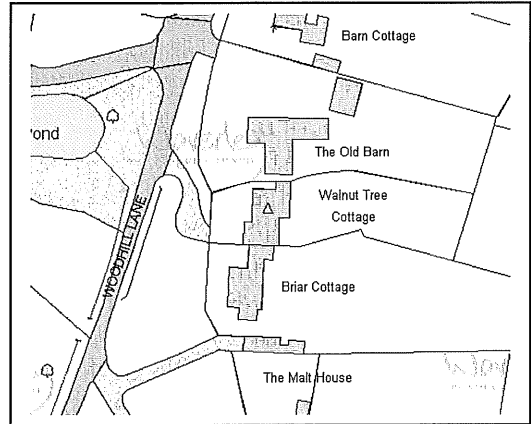 Barn Cottage
The Old Barn
ond
Walnut Tree
Cottage
WOODHILL LANE
Briar Cottage
The Malt House